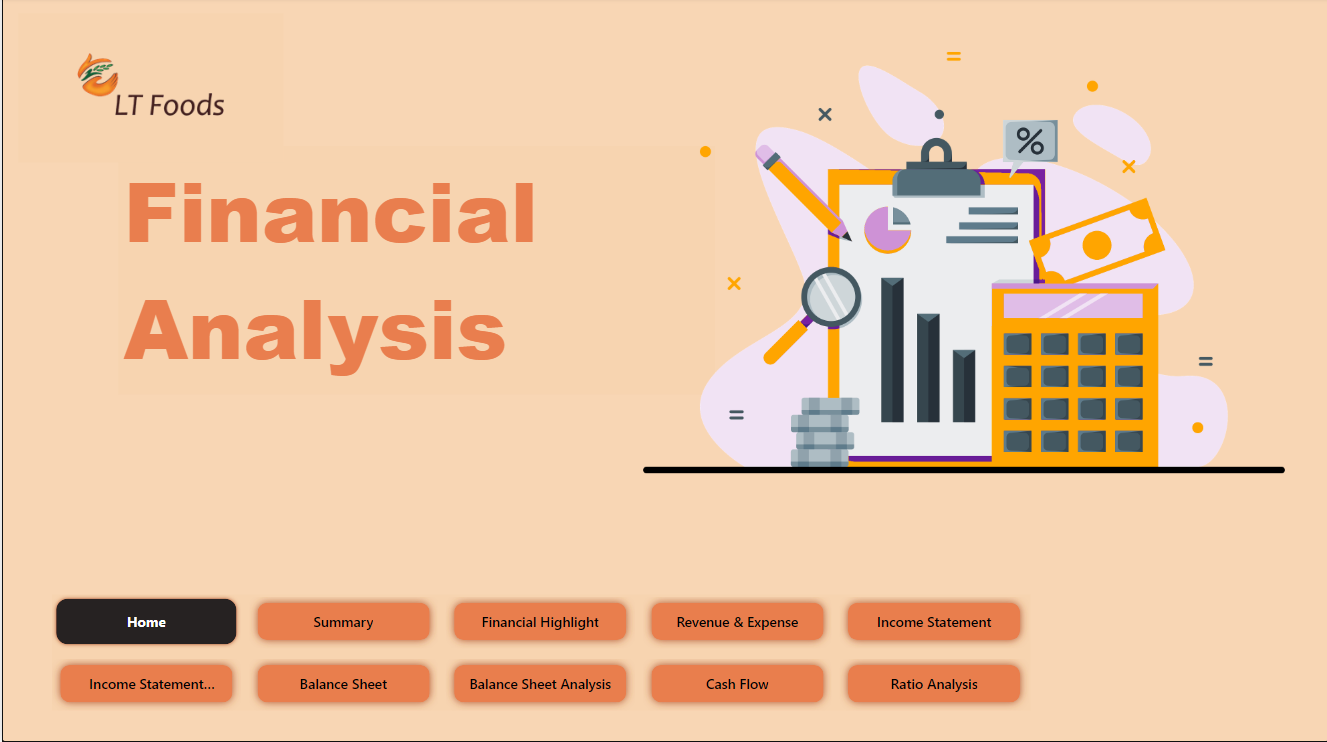 LT Foods
Financial
Analysis
%
Home
Summary
Financial Highlight
Revenue & Expense
Income Statement
Income Statement...
Balance Sheet
Balance Sheet Analysis
Cash Flow
Ratio Analysis